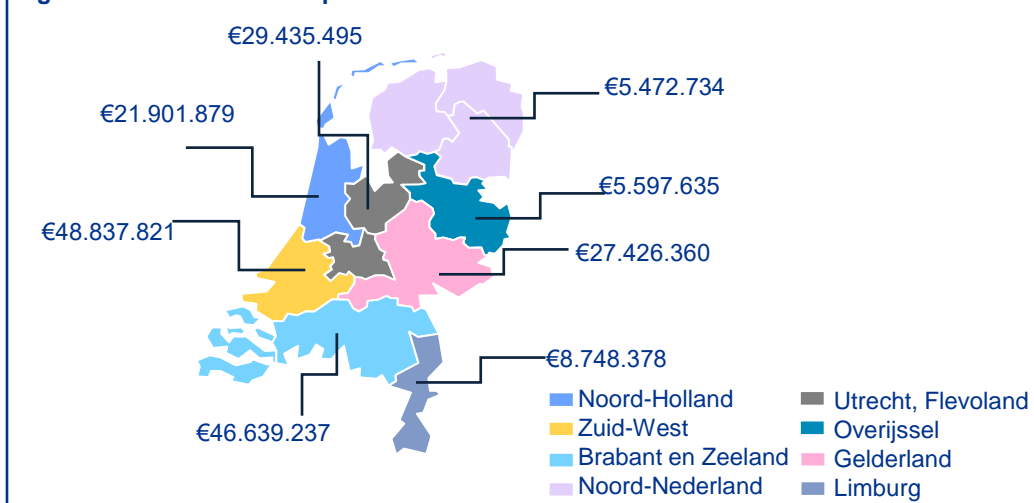 €29.435.495
€5.472.734
€21.901.879
€5.597.635
€48.837.821
€27.426.360
€8.748.378
€46.639.237
Noord-Holland
Zuid-West
Brabant en Zeeland
Noord-Nederland
Utrecht, Flevoland
Overijssel
Gelderland
Limburg